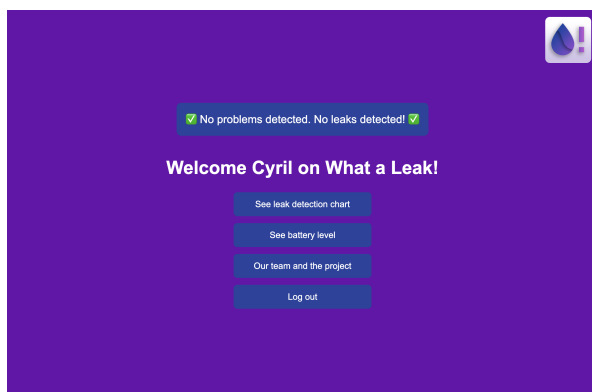 ✅ No problems detected. No leaks detected! ✅
Welcome Cyril on What a Leak!
See leak detection chart
See battery level
Our team and the project
Log out